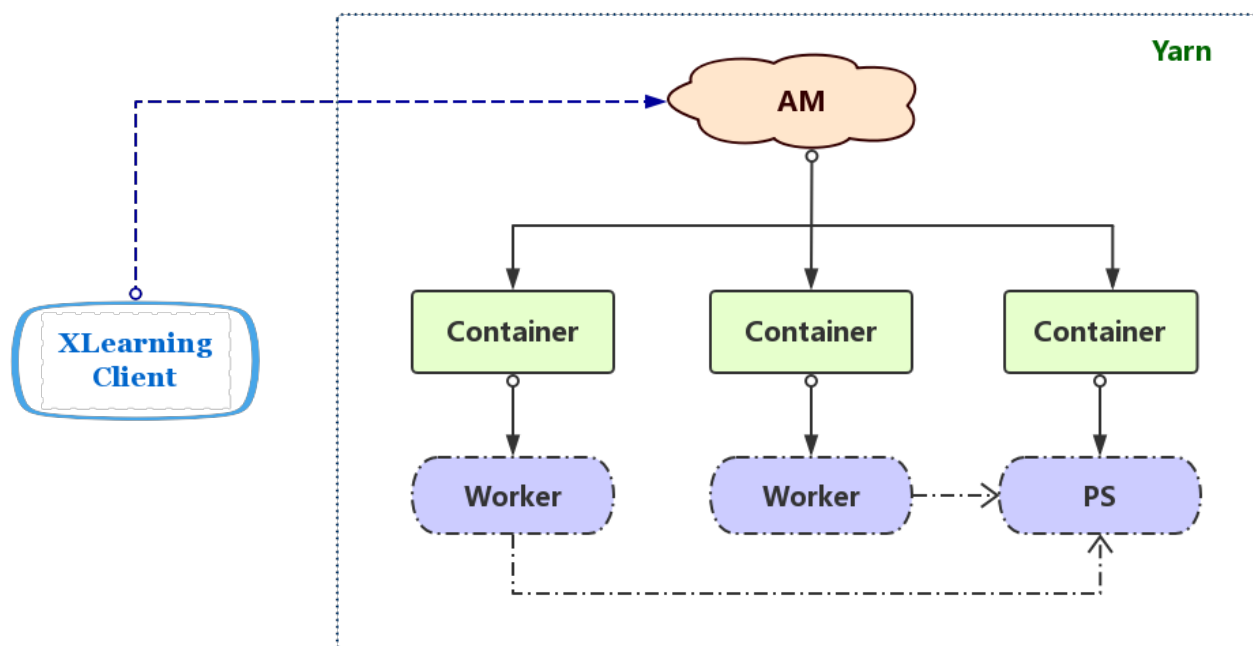 Yarn
AM
XLearning
Client
Container
Container
Container
Worker
Worker
PS